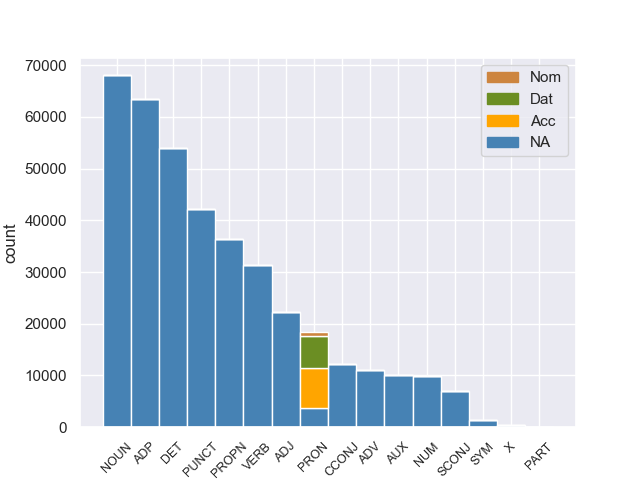 70000
60000
50000
40000
30000
20000
10000
0
count
NOUN
ADP
DET
PUNCT
PROPN
VERB
ADJ
PRON
CCONJ
ADV
AUX
NUM
SCONJ
SYM
X
PART
Nom
Dat
Acc
NA